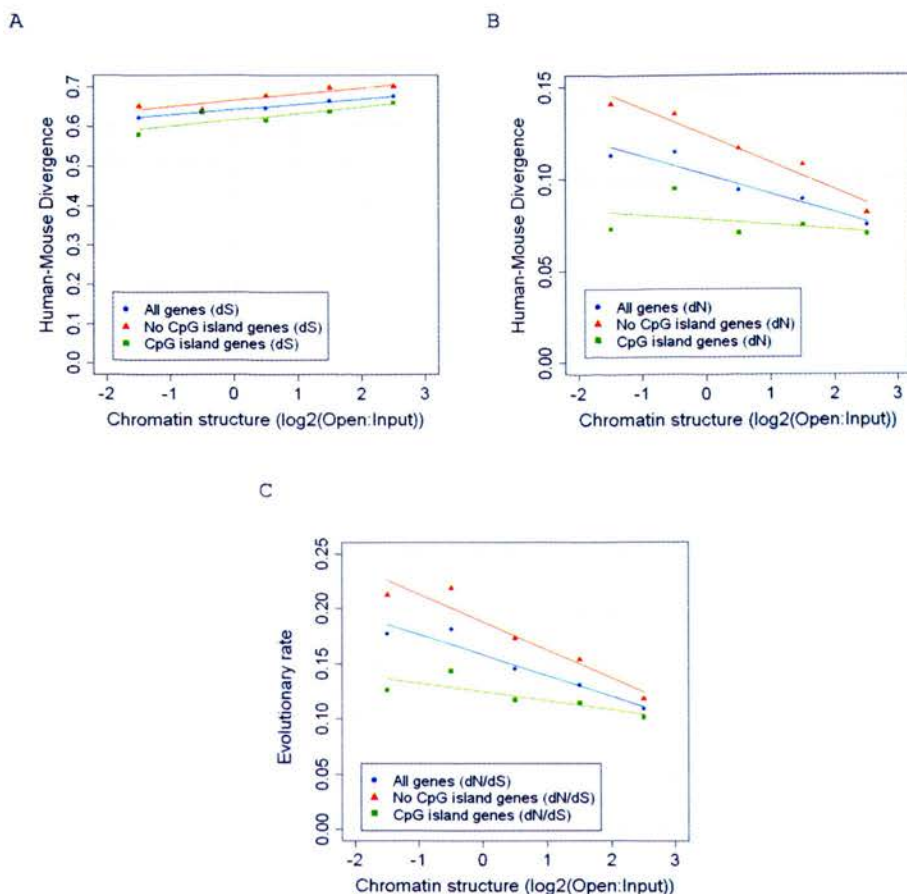 A
Human-Mouse Divergence
0.7
0.6
0.5
0.4
0.3
0.2
0.1
0.0
All genes (dS)
No CpG island genes (dS)
CpG island genes (dS)
-2 -1 0 1 2 3
Chromatin structure (log2(Open:Input))
B
Human-Mouse Divergence
0.15
0.10
0.05
0.00
All genes (dN)
No CpG island genes (dN)
CpG island genes (dN)
-2 -1 0 1 2 3
Chromatin structure (log2(Open:Input))
C
Evolutionary rate
0.25
0.20
0.15
0.10
0.05
0.00
All genes (dN/dS)
No CpG island genes (dN/dS)
CpG island genes (dN/dS)
-2 -1 0 1 2 3
Chromatin structure (log2(Open:Input))